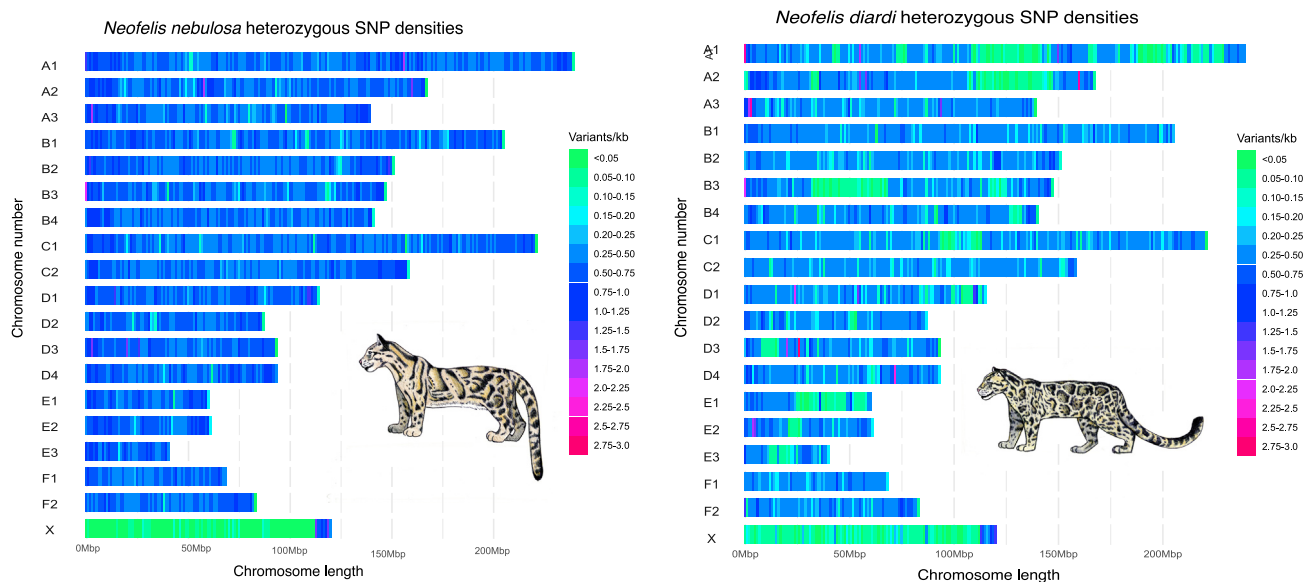 Neofelis nebulosa heterozygous SNP densities
Chromosome number
A1
A2
A3
B1
B2
B3
B4
C1
C2
D1
D2
D3
D4
E1
E2
E3
F1
F2
X
0Mbp
50Mbp
100Mbp
150Mbp
200Mbp
Chromosome length
Variants/kb
<0.05
0.05-0.10
0.10-0.15
0.15-0.20
0.20-0.25
0.25-0.50
0.50-0.75
0.75-1.0
1.0-1.25
1.25-1.5
1.5-1.75
1.75-2.0
2.0-2.25
2.25-2.5
2.5-2.75
2.75-3.0
Neofelis diardi heterozygous SNP densities
Chromosome number
A1
A2
A3
B1
B2
B3
B4
C1
C2
D1
D2
D3
D4
E1
E2
E3
F1
F2
X
0Mbp
50Mbp
100Mbp
150Mbp
200Mbp
Chromosome length
Variants/kb
<0.05
0.05-0.10
0.10-0.15
0.15-0.20
0.20-0.25
0.25-0.50
0.50-0.75
0.75-1.0
1.0-1.25
1.25-1.5
1.5-1.75
1.75-2.0
2.0-2.25
2.25-2.5
2.5-2.75
2.75-3.0